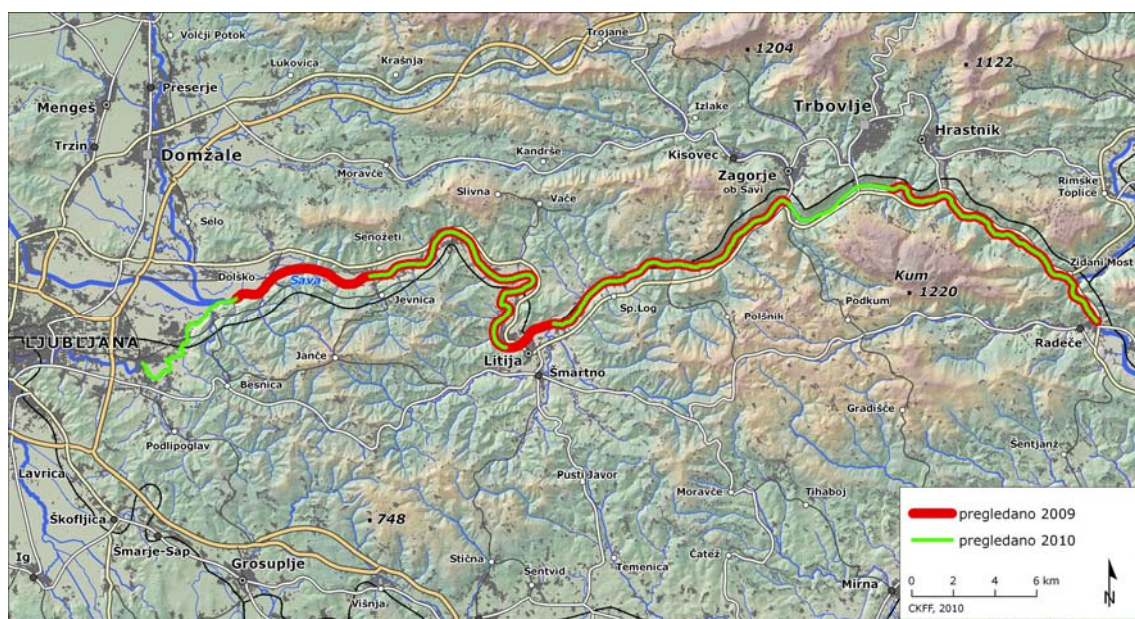 Volčji Potok
Trojane
1204
Lukovica
Krašnja
1122
Preserje
Mengeš
Izlake
Trbovlje
Trzin
Hrastnik
Domžale
Kandrše
Kisovec
Moravče
Zagorje
ob Savi
Slivna
Vače
Rimske
Toplice
Selo
Senožeti
Dolsko
Sava
Zidani Most
Kum
1220
Jevnica
Sp.Log
Podkum
Polšnik
LJUBLJANA
Radeče
Janče
Litija
Besnica
Šmartno
Gradišče
Podlipoglav
Šentjanž
Lavrica
Pusti Javor
Moravče
Tihaboj
748
Škofljica
Šmarje-Sap
Ig
Grosuplje
Stična
Temenica
Čatež
Šentvid
Mirna
Višnja
pregledano 2009
pregledano 2010
0 2 4 6 km
CKFF, 2010
N